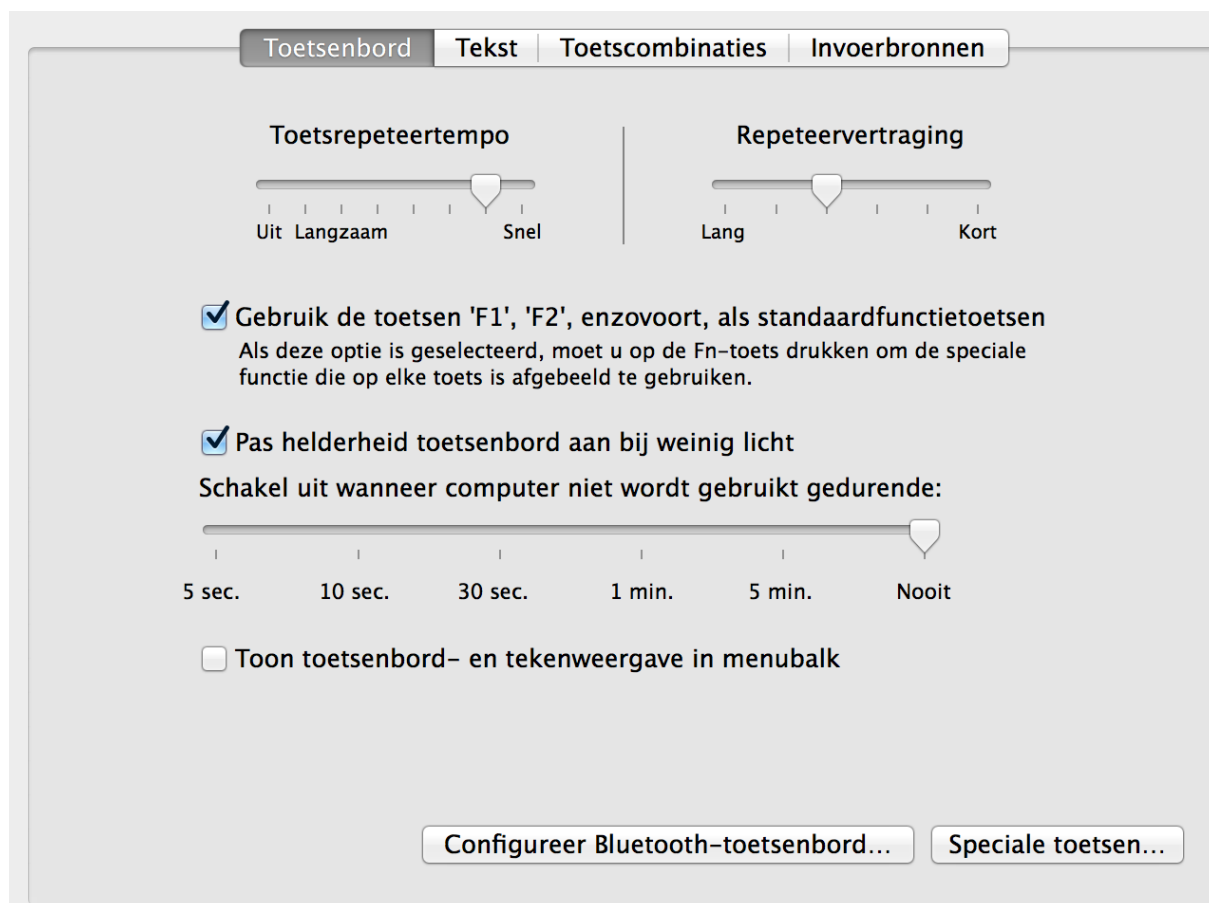 Toetsenbord Tekst Toetscombinaties Invoerbronnen
Toetsrepeteertempo Repeteervertraging
Uit Langzaam Snel Lang Kort
Gebruik de toetsen 'F1', 'F2', enzovoort, als standaardfunctietoetsen
Als deze optie is geselecteerd, moet u op de Fn-toets drukken om de speciale
functie die op elke toets is afgebeeld te gebruiken.
Pas helderheid toetsenbord aan bij weinig licht
Schakel uit wanneer computer niet wordt gebruikt gedurende:
5 sec. 10 sec. 30 sec. 1 min. 5 min. Nooit
Toon toetsenbord- en tekenweergave in menubalk
Configureer Bluetooth-toetsenbord... Speciale toetsen...